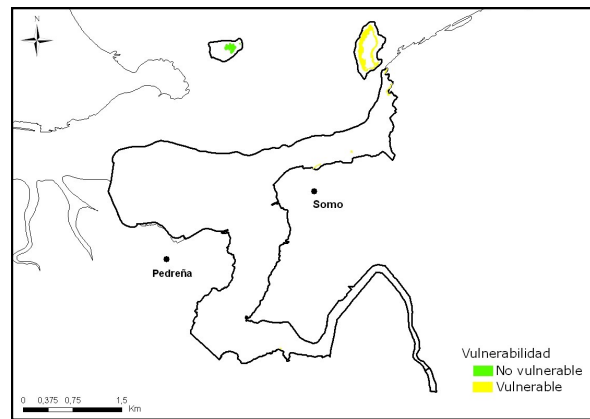 N
Somo
Pedreña
Vulnerabilidad
No vulnerable
Vulnerable
0 0,375 0,75 1,5
Km